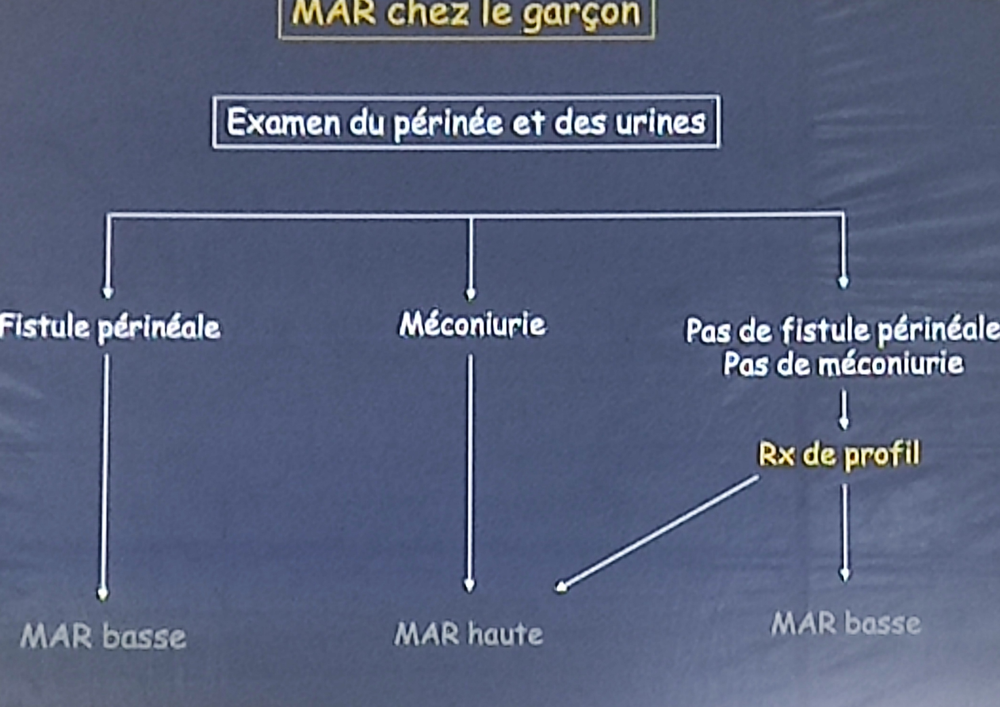 MAR chez le garçon
Examen du périnée et des urines
Fistule périnéale
Méconiurie
Pas de fistule périnéale
Pas de méconiurie
Rx de profil
MAR basse
MAR haute
MAR basse